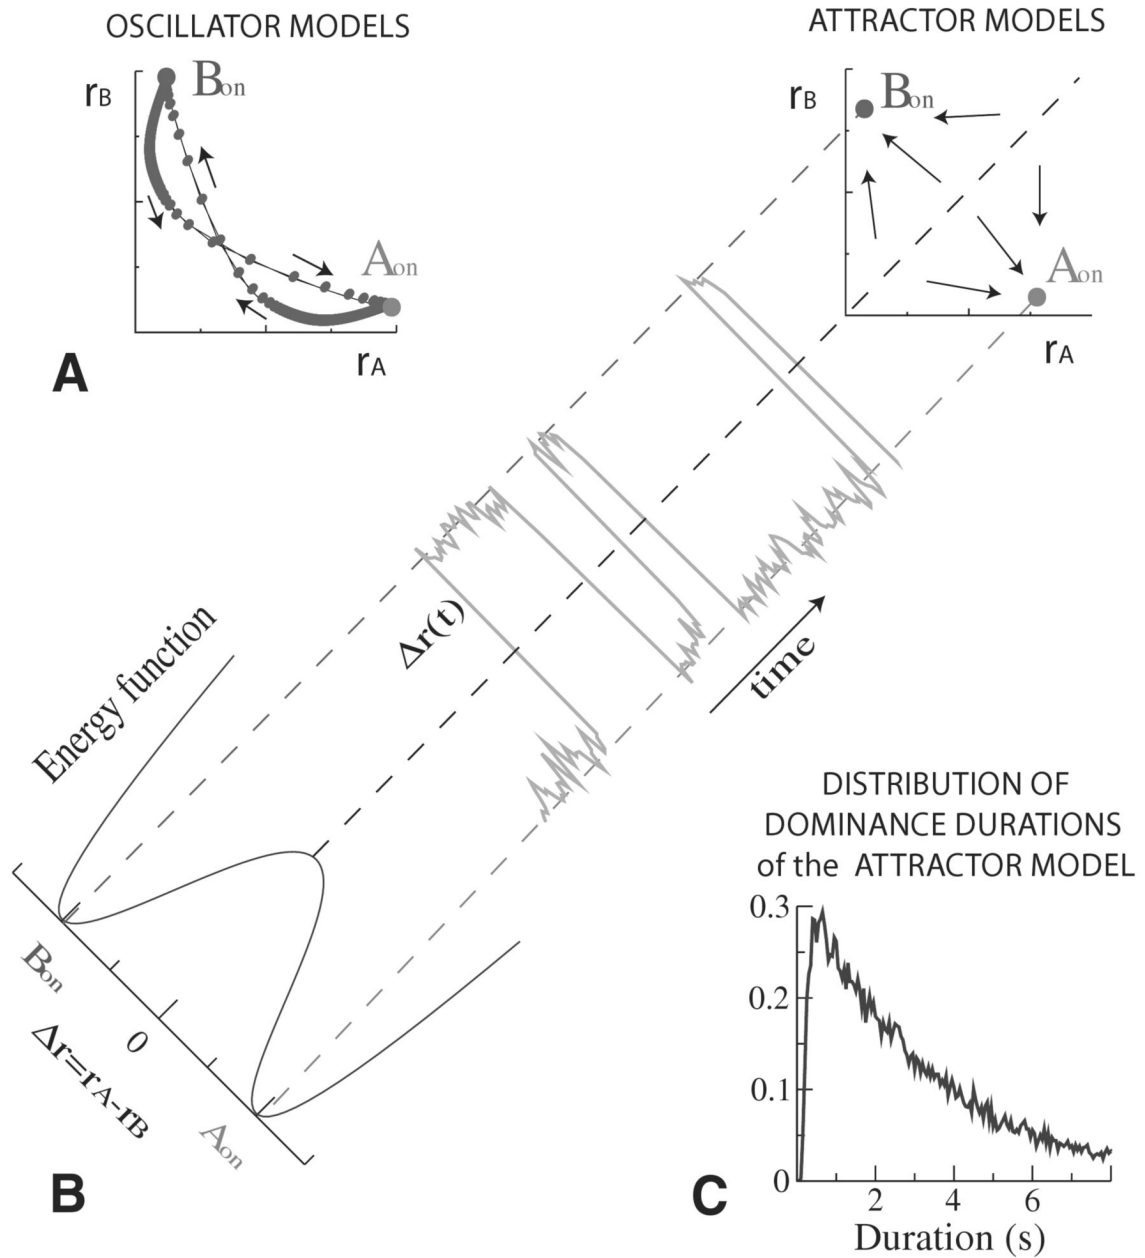 OSCILLATOR MODELS
rB
Bon
Aon
rA
A
ATTRACTOR MODELS
rB
Bon
Aon
rA
Energy function
Δr(t)
time
Bon
0
Δr=rA-rB
Aon
B
DISTRIBUTION OF
DOMINANCE DURATIONS
of the ATTRACTOR MODEL
0.3
0.2
0.1
0
2 4 6
Duration (s)
C